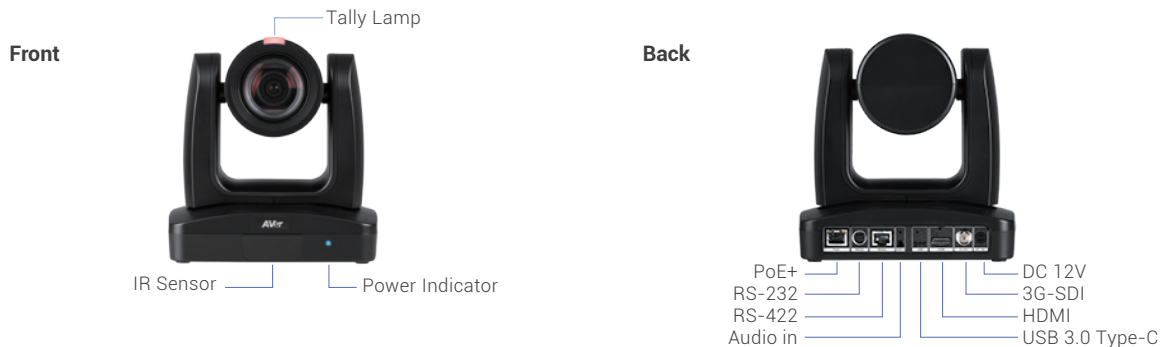 Tally Lamp
Front
AVer
IR Sensor
Power Indicator
Back
PoE+
RS-232
RS-422
Audio in
DC 12V
3G-SDI
HDMI
USB 3.0 Type-C